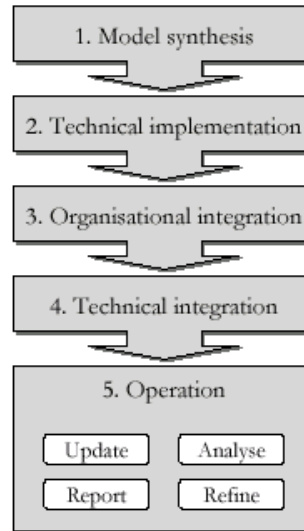 1. Model synthesis
2. Technical implementation
3. Organisational integration
4. Technical integration
5. Operation
Update Analyse
Report Refine